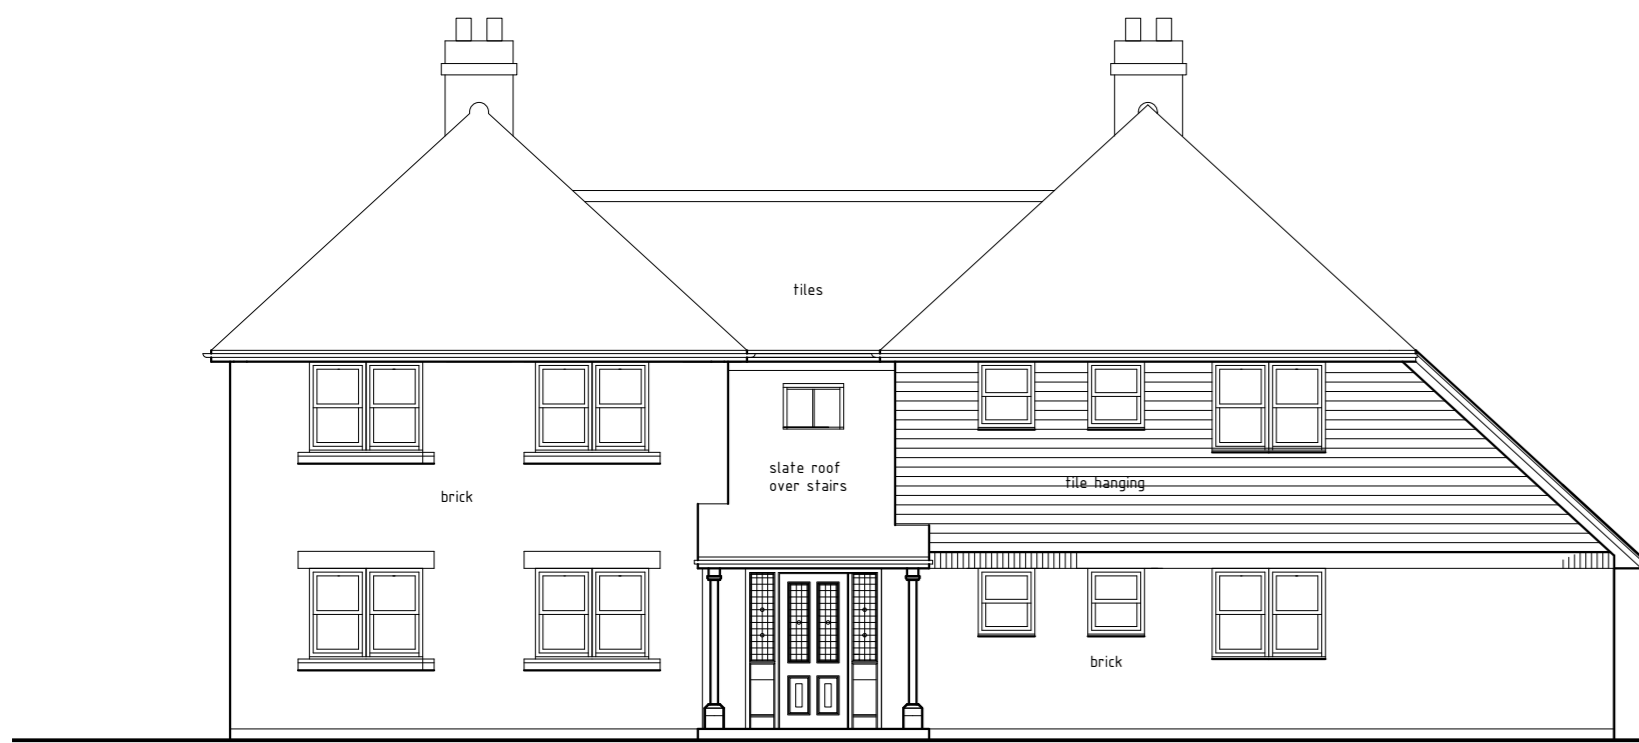 tiles
slate roof
over stairs
tile hanging
brick
brick